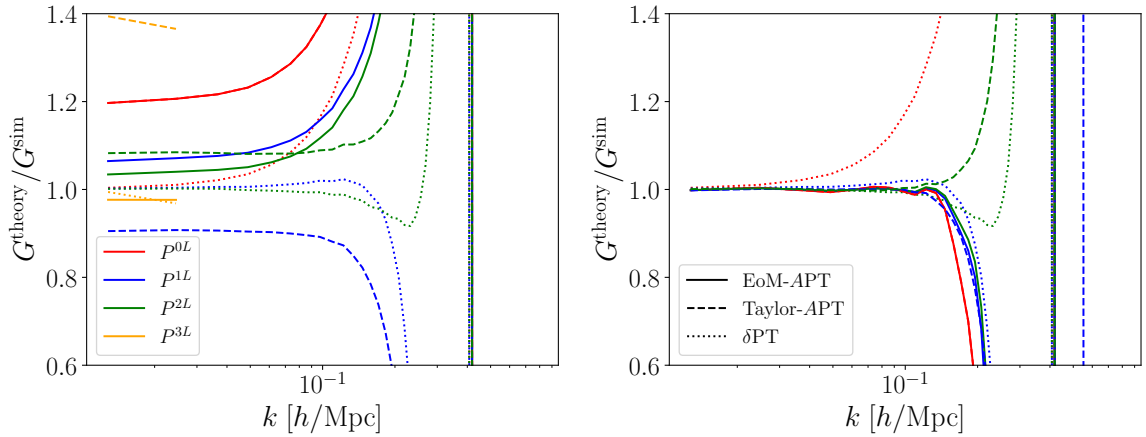 1.4
1.2
1.0
0.8
0.6
G^theory/G^sim
P^0L
P^1L
P^2L
P^3L
10^−1
k [h/Mpc]
1.4
1.2
1.0
0.8
0.6
G^theory/G^sim
EoM-APT
Taylor-APT
δPT
10^−1
k [h/Mpc]